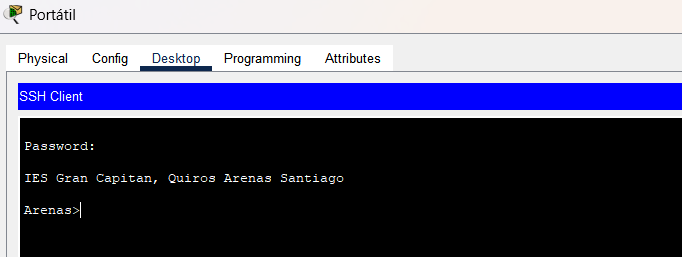 Portátil
Physical Config Desktop Programming Attributes
SSH Client
Password:
IES Gran Capitan, Quiros Arenas Santiago
Arenas>